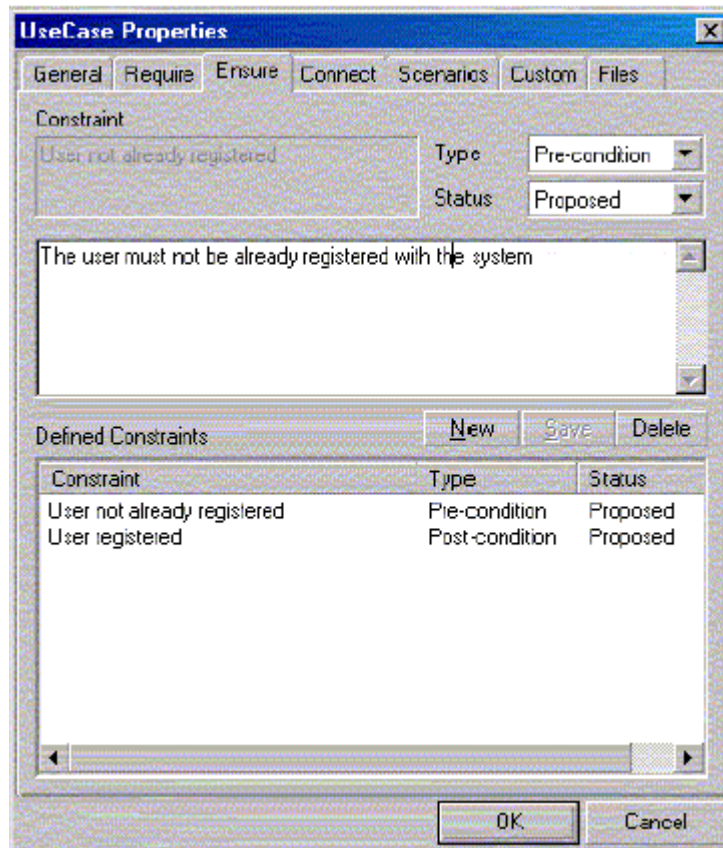 UseCase Properties
General Require Ensure Connect Scenarios Custom Files
Constraint
User not already registered
Type Pre-condition
Status Proposed
The user must not be already registered with the system
Defined Constraints
New Save Delete
Constraint Type Status
User not already registered Pre-condition Proposed
User registered Post-condition Proposed
OK Cancel